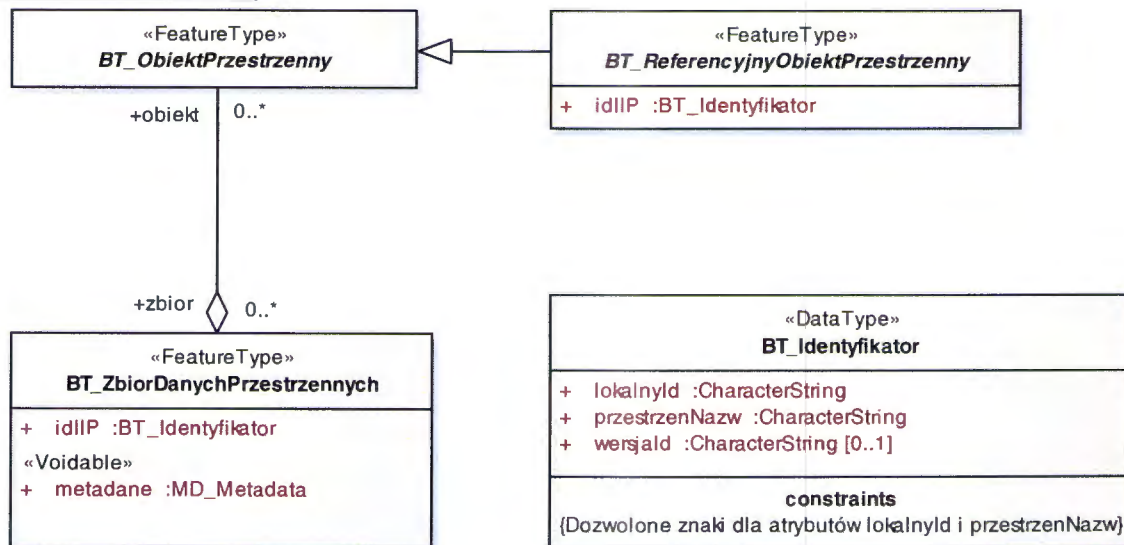 «FeatureType»
BT_ObiektPrzestrzenny
«FeatureType»
BT_ReferencyjnyObiektPrzestrzenny
+ idIIP :BT_Identyfikator
+obiekt 0..*
+zbior 0..*
«FeatureType»
BT_ZbiorDanychPrzestrzennych
+ idIIP :BT_Identyfikator
«Voidable»
+ metadane :MD_Metadata
«DataType»
BT_Identyfikator
+ lokalnyId :CharacterString
+ przestrzenNazw :CharacterString
+ wersjaId :CharacterString [0..1]
constraints
{Dozwolone znaki dla atrybutów lokalnyId i przestrzenNazw}